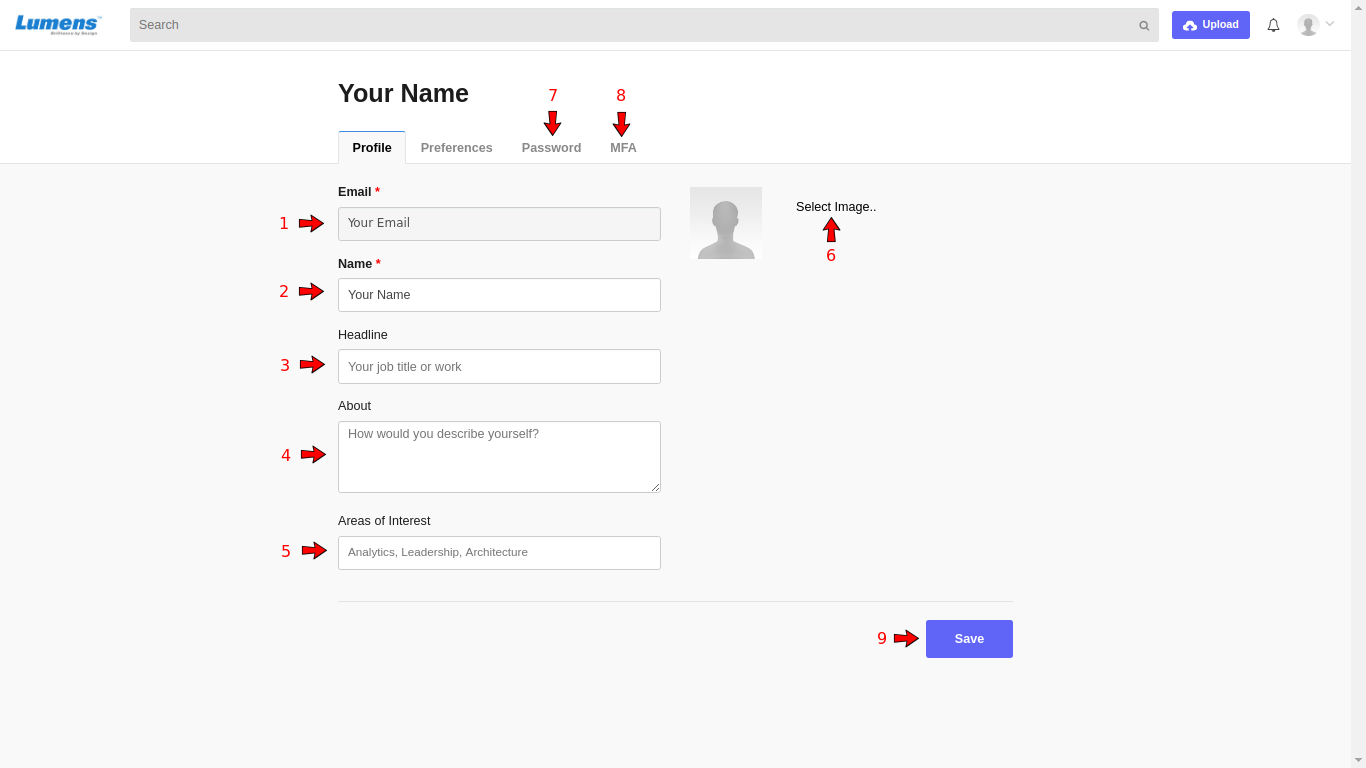 Lumens
Brilliance by Design
Search
Upload
Your Name
7
8
Profile
Preferences
Password
MFA
Email *
1
Your Email
Select Image..
6
Name *
2
Your Name
Headline
3
Your job title or work
About
4
How would you describe yourself?
Areas of Interest
5
Analytics, Leadership, Architecture
9
Save